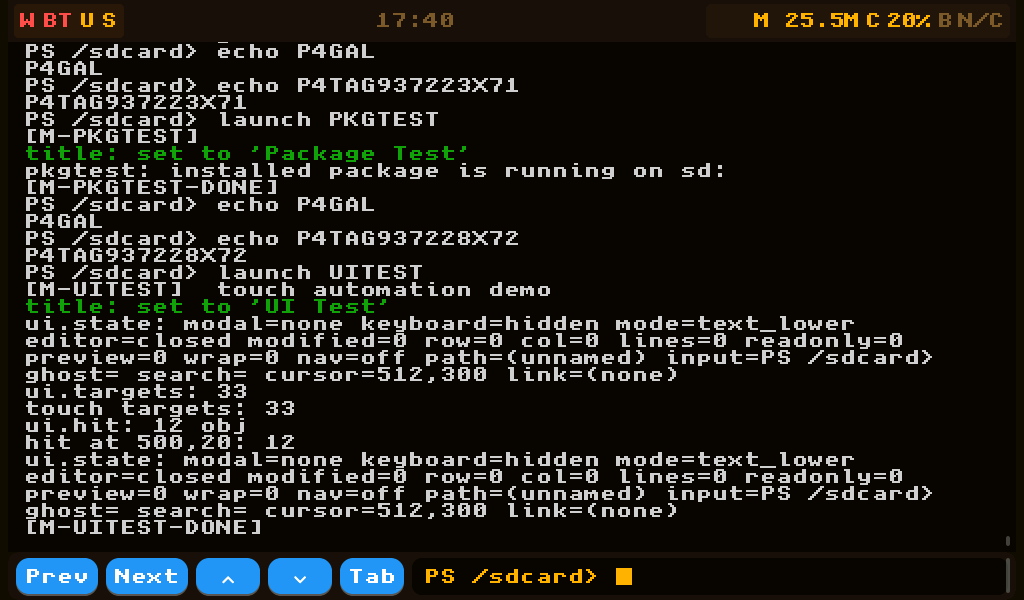 W BT U S 17:40 M 25.5M C 20% B N/C
PS /sdcard> echo P4GAL
P4GAL
PS /sdcard> echo P4TAG937223X71
P4TAG937223X71
PS /sdcard> launch PKGTEST
[M-PKGTEST]
title: set to 'Package Test'
pkgtest: installed package is running on sd:
[M-PKGTEST-DONE]
PS /sdcard> echo P4GAL
P4GAL
PS /sdcard> echo P4TAG937228X72
P4TAG937228X72
PS /sdcard> launch UITEST
[M-UITEST]  touch automation demo
title: set to 'UI Test'
ui.state: modal=none keyboard=hidden mode=text_lower
editor=closed modified=0 row=0 col=0 lines=0 readonly=0
preview=0 wrap=0 nav=off path=(unnamed) input=PS /sdcard>
ghost= search= cursor=512,300 link=(none)
ui.targets: 33
touch targets: 33
ui.hit: 12 obj
hit at 500,20: 12
ui.state: modal=none keyboard=hidden mode=text_lower
editor=closed modified=0 row=0 col=0 lines=0 readonly=0
preview=0 wrap=0 nav=off path=(unnamed) input=PS /sdcard>
ghost= search= cursor=512,300 link=(none)
[M-UITEST-DONE]
Prev Next Tab PS /sdcard>